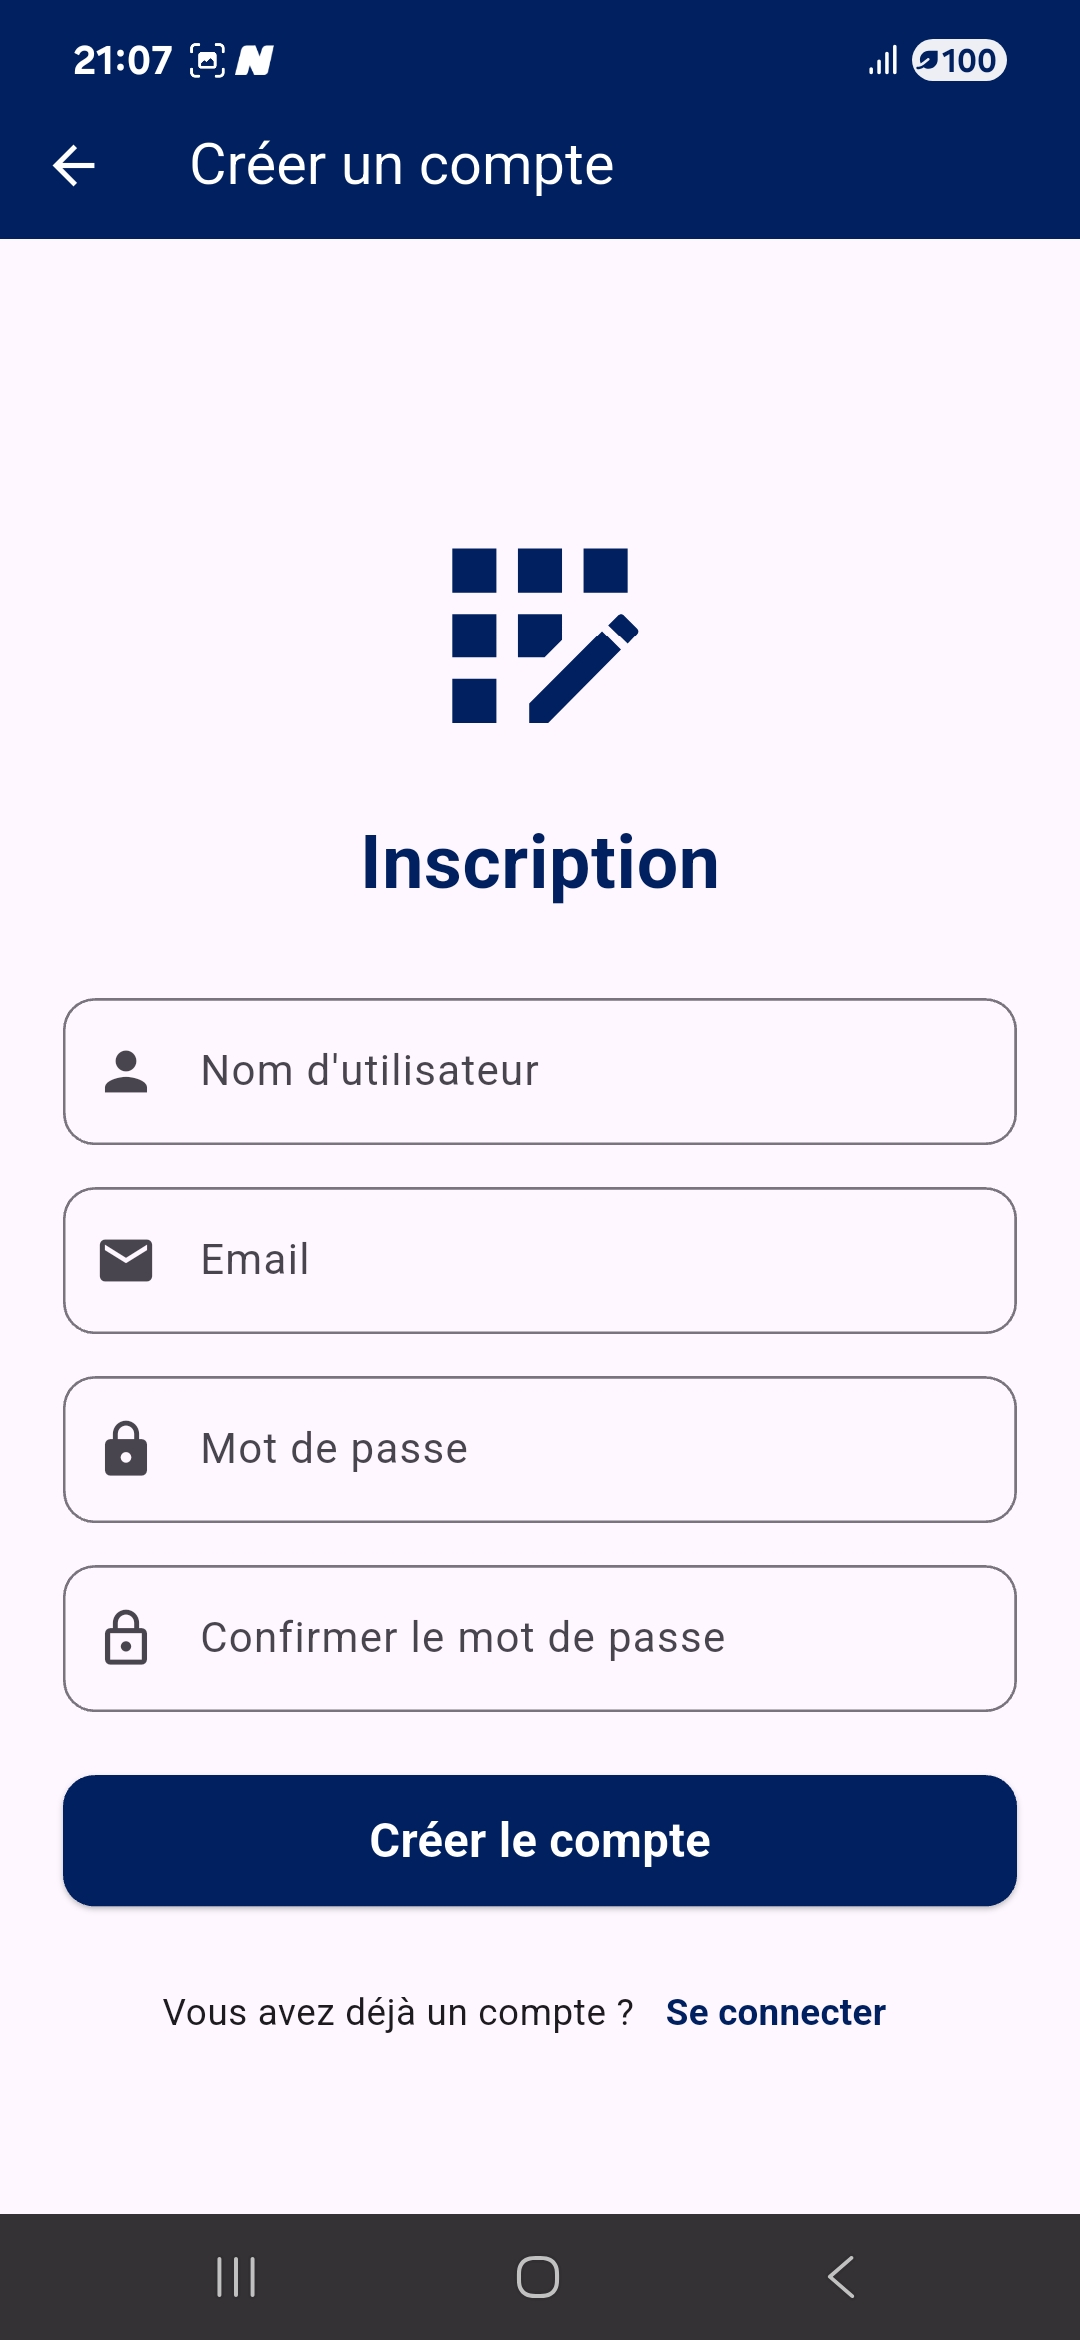 21:07
100
Créer un compte
Inscription
Nom d'utilisateur
Email
Mot de passe
Confirmer le mot de passe
Créer le compte
Vous avez déjà un compte ? Se connecter